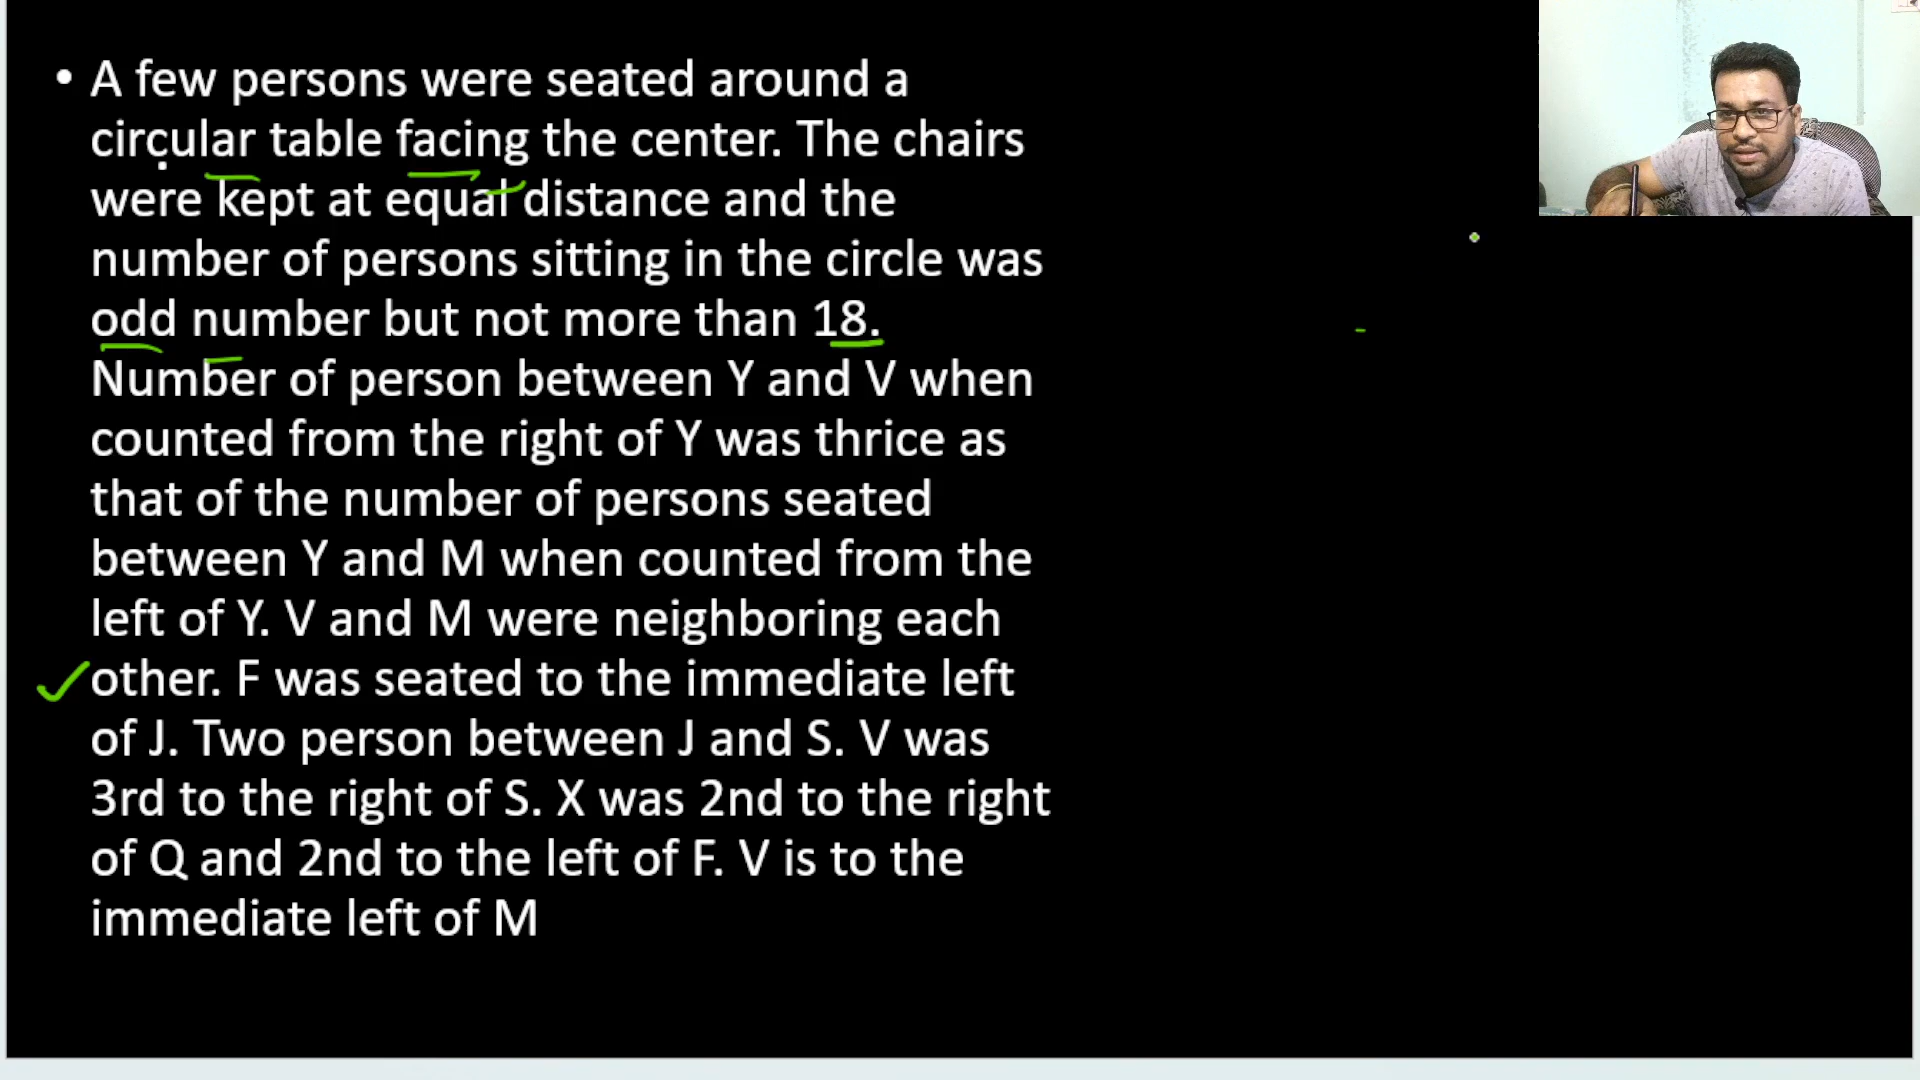 • A few persons were seated around a
circular table facing the center. The chairs
were kept at equal distance and the
number of persons sitting in the circle was
odd number but not more than 18.
Number of person between Y and V when
counted from the right of Y was thrice as
that of the number of persons seated
between Y and M when counted from the
left of Y. V and M were neighboring each
other. F was seated to the immediate left
of J. Two person between J and S. V was
3rd to the right of S. X was 2nd to the right
of Q and 2nd to the left of F. V is to the
immediate left of M